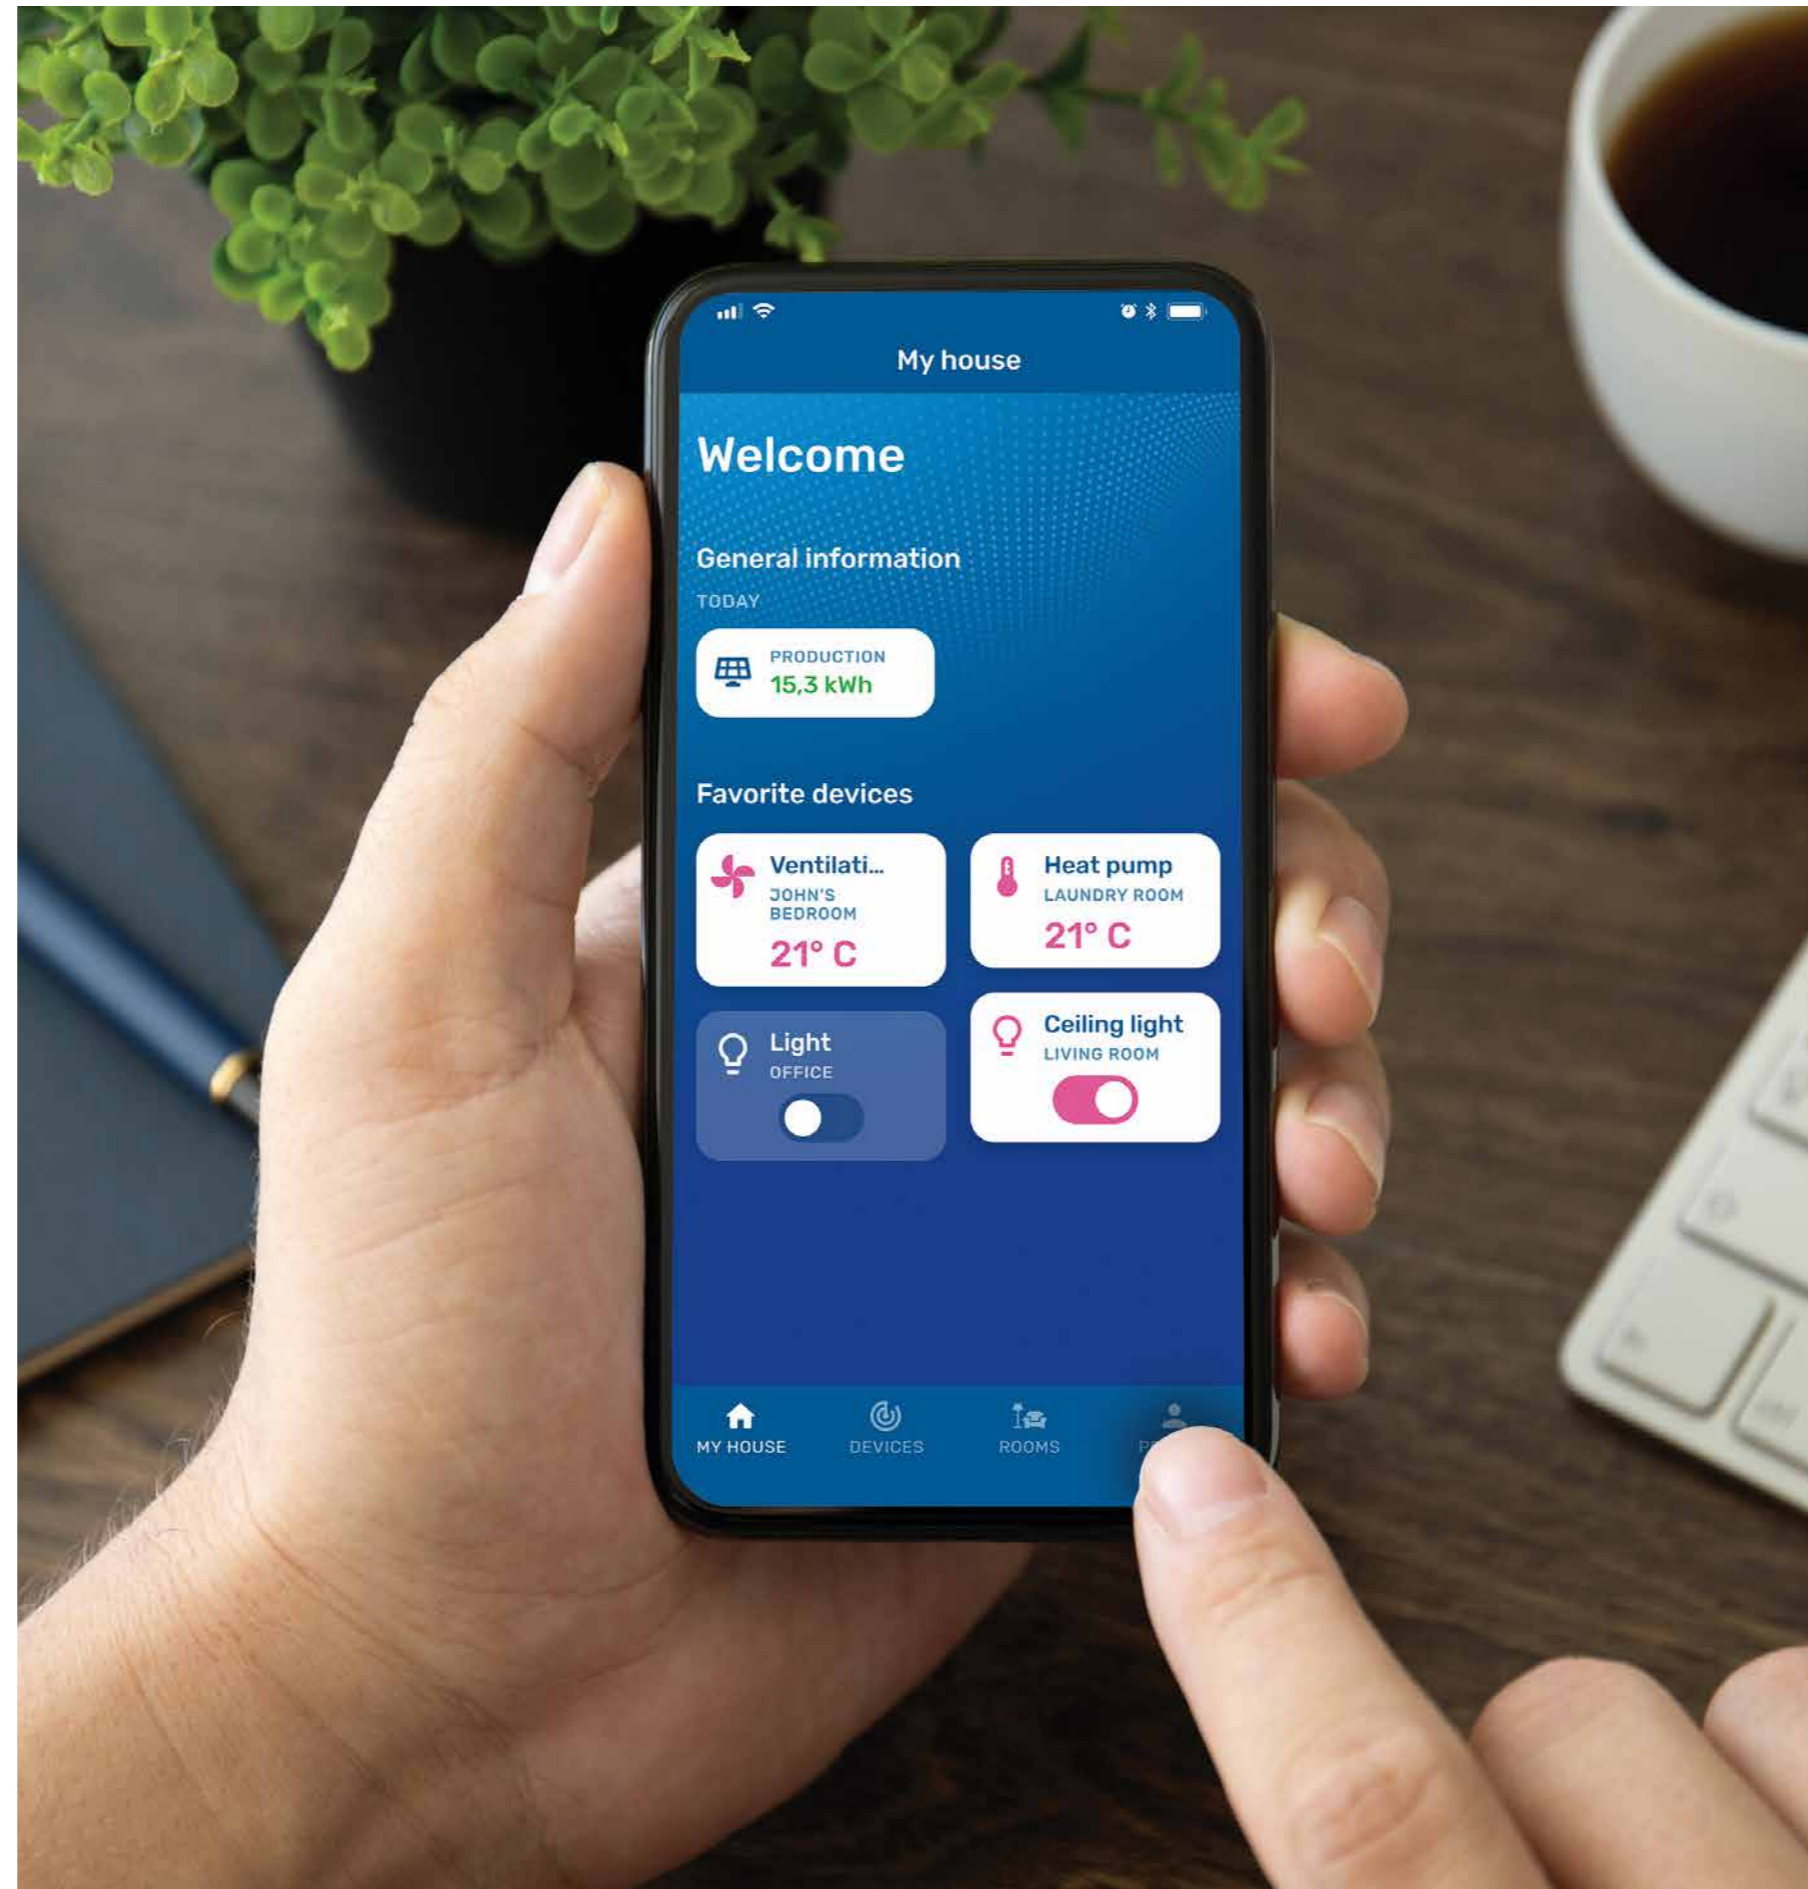 My house
Welcome
General information
TODAY
PRODUCTION
15,3 kWh
Favorite devices
Ventilati...
JOHN'S
BEDROOM
21° C
Heat pump
LAUNDRY ROOM
21° C
Light
OFFICE
Ceiling light
LIVING ROOM
MY HOUSE
DEVICES
ROOMS